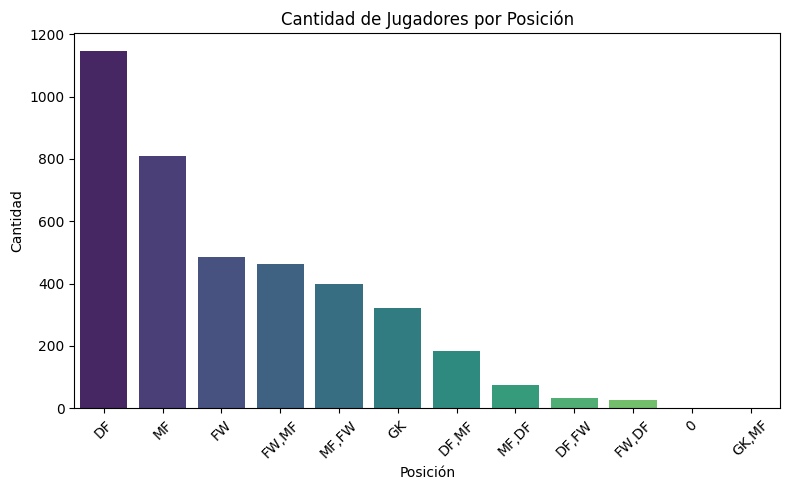 Cantidad de Jugadores por Posición
Cantidad
1200
1000
800
600
400
200
0
DF
MF
FW
FW,MF
MF,FW
GK
DF,MF
MF,DF
DF,FW
FW,DF
0
GK,MF
Posición